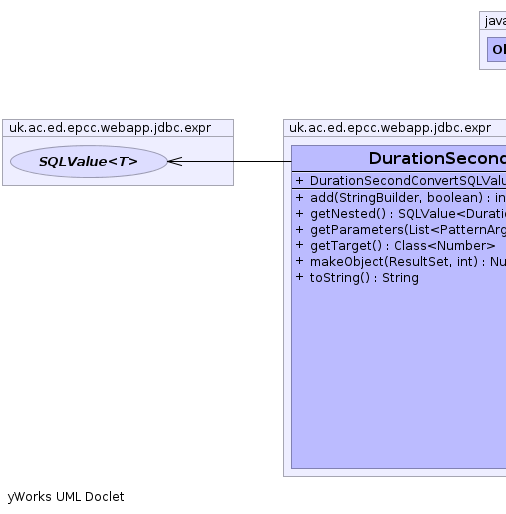 java
uk.ac.ed.epcc.webapp.jdbc.expr
SQLValue<T>
uk.ac.ed.epcc.webapp.jdbc.expr
DurationSecond
+ DurationSecondConvertSQLValu
+ add(StringBuilder, boolean) : in
+ getNested() : SQLValue<Duratio
+ getParameters(List<PatternArg
+ getTarget() : Class<Number>
+ makeObject(ResultSet, int) : Nu
+ toString() : String
yWorks UML Doclet